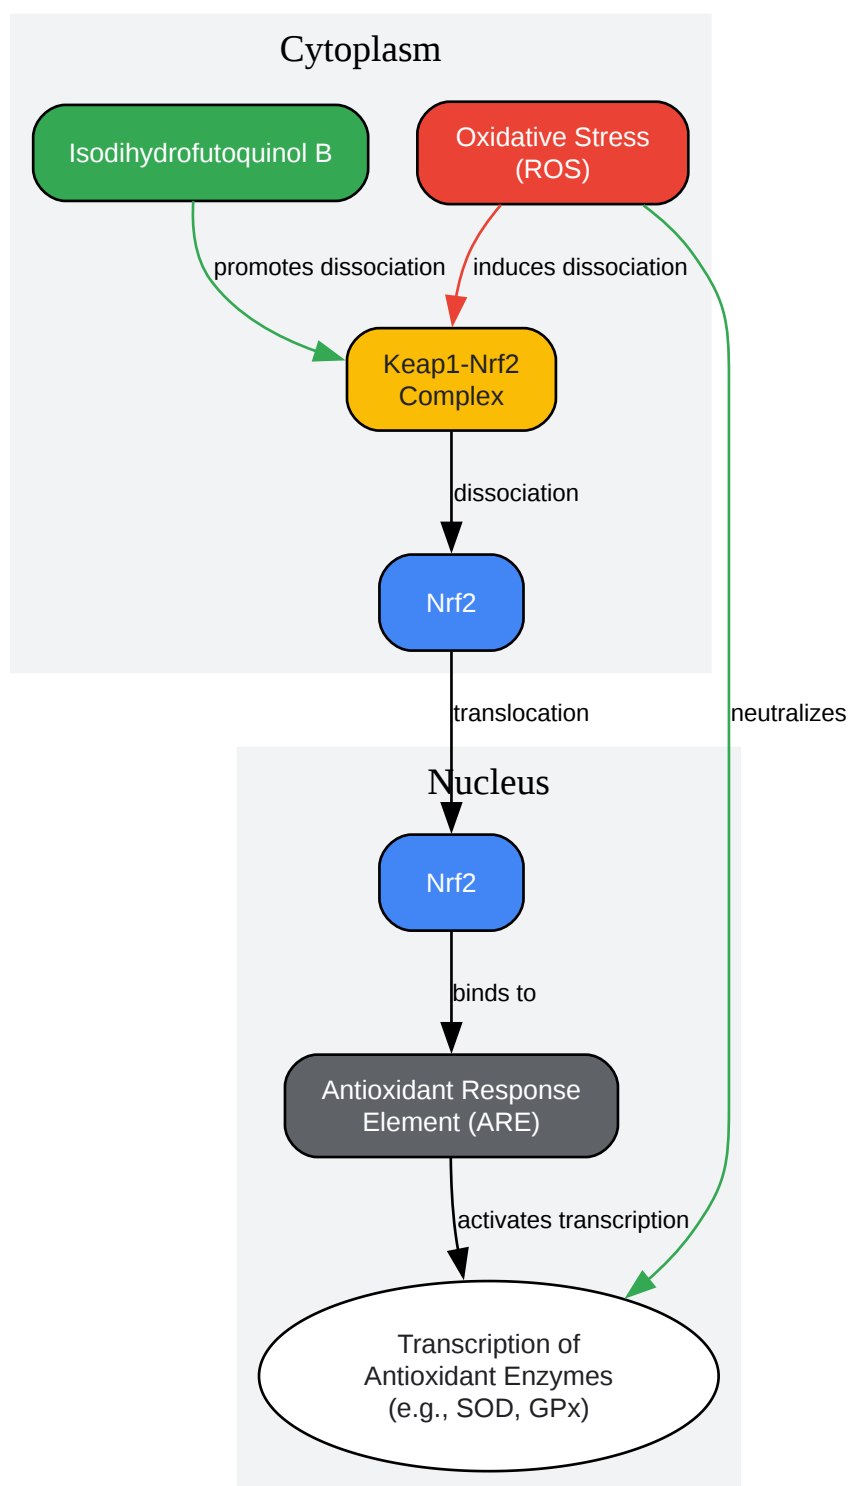 Cytoplasm
Isodihydrofutoquinol B
Oxidative Stress
(ROS)
promotes dissociation
induces dissociation
Keap1-Nrf2
Complex
dissociation
Nrf2
translocation
neutralizes
Nucleus
Nrf2
binds to
Antioxidant Response
Element (ARE)
activates transcription
Transcription of
Antioxidant Enzymes
(e.g., SOD, GPx)